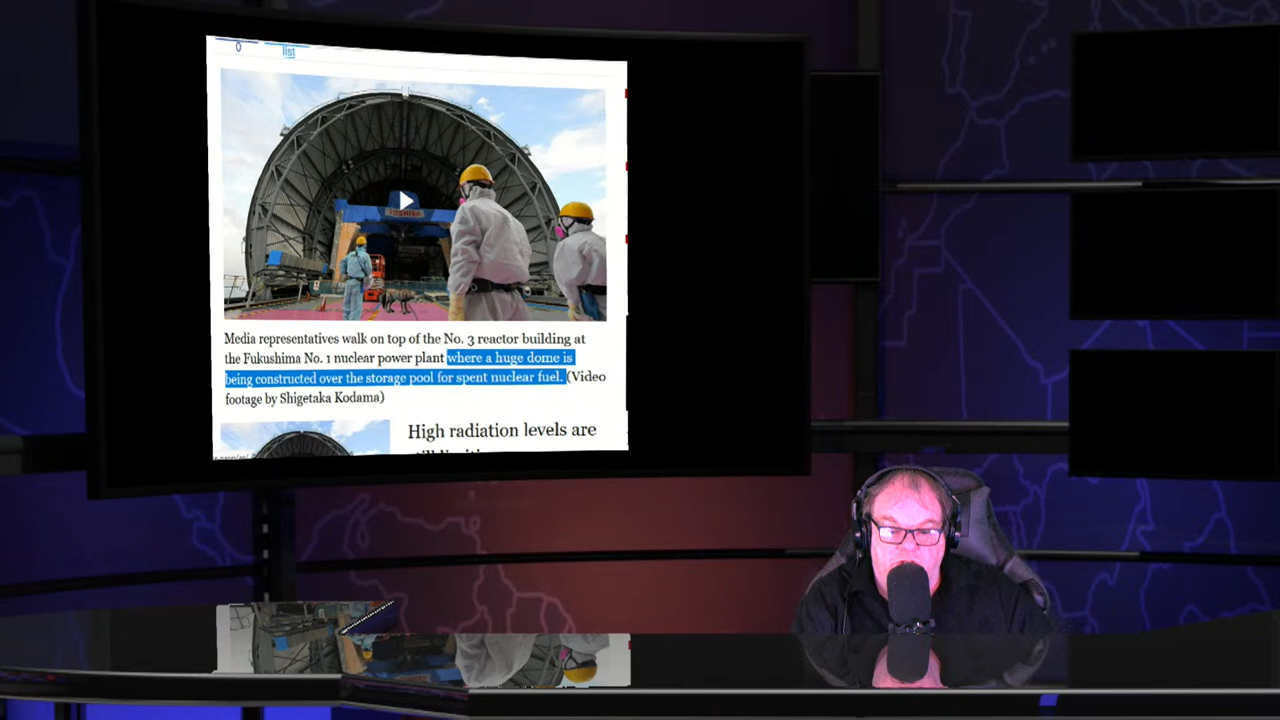 0
list
TOSHIBA
Media representatives walk on top of the No. 3 reactor building at
the Fukushima No. 1 nuclear power plant where a huge dome is
being constructed over the storage pool for spent nuclear fuel. (Video
footage by Shigetaka Kodama)
High radiation levels are